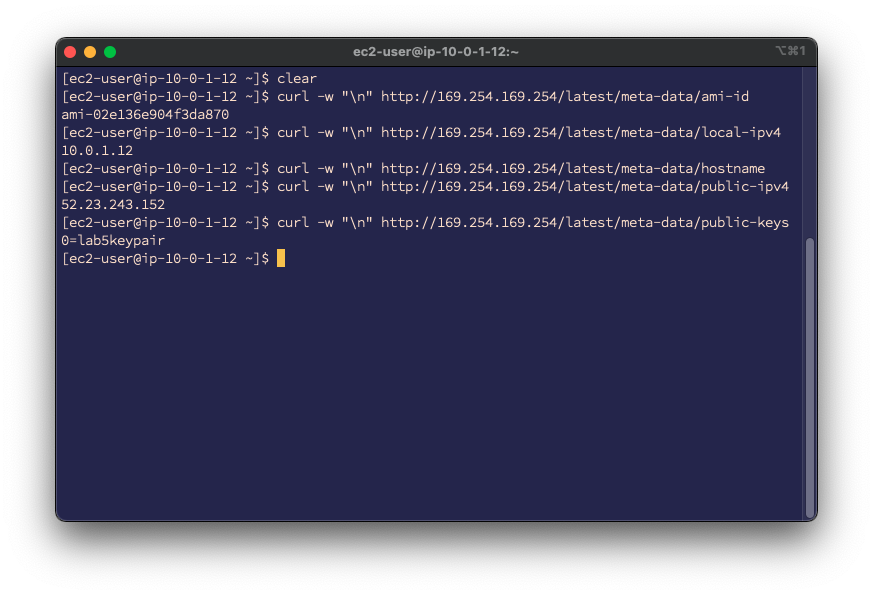 ec2-user@ip-10-0-1-12:~
⌥⌘1
[ec2-user@ip-10-0-1-12 ~]$ clear
[ec2-user@ip-10-0-1-12 ~]$ curl -w "\n" http://169.254.169.254/latest/meta-data/ami-id
ami-02e136e904f3da870
[ec2-user@ip-10-0-1-12 ~]$ curl -w "\n" http://169.254.169.254/latest/meta-data/local-ipv4
10.0.1.12
[ec2-user@ip-10-0-1-12 ~]$ curl -w "\n" http://169.254.169.254/latest/meta-data/hostname
[ec2-user@ip-10-0-1-12 ~]$ curl -w "\n" http://169.254.169.254/latest/meta-data/public-ipv4
52.23.243.152
[ec2-user@ip-10-0-1-12 ~]$ curl -w "\n" http://169.254.169.254/latest/meta-data/public-keys
0=lab5keypair
[ec2-user@ip-10-0-1-12 ~]$